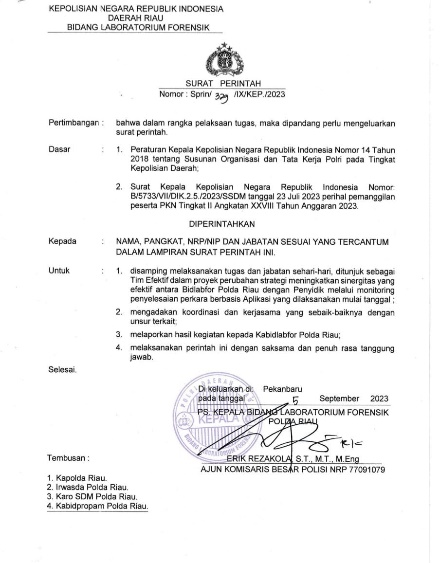 KEPOLISIAN NEGARA REPUBLIK INDONESIA
DAERAH RIAU
BIDANG LABORATORIUM FORENSIK
SURAT PERINTAH
Nomor : Sprin/ 329 /IX/KEP./2023
Pertimbangan : bahwa dalam rangka pelaksaan tugas, maka dipandang perlu mengeluarkan
surat perintah.
Dasar : 1. Peraturan Kepala Kepolisian Negara Republik Indonesia Nomor 14 Tahun
2018 tentang Susunan Organisasi dan Tata Kerja Polri pada Tingkat
Kepolisian Daerah;
2. Surat Kepala Kepolisian Negara Republik Indonesia Nomor:
B/5733/VII/DIK.2.5./2023/SSDM tanggal 23 Juli 2023 perihal pemanggilan
peserta PKN Tingkat II Angkatan XXVIII Tahun Anggaran 2023.
DIPERINTAHKAN
Kepada : NAMA, PANGKAT, NRP/NIP DAN JABATAN SESUAI YANG TERCANTUM
DALAM LAMPIRAN SURAT PERINTAH INI.
Untuk : 1. disamping melaksanakan tugas dan jabatan sehari-hari, ditunjuk sebagai
Tim Efektif dalam proyek perubahan strategi meningkatkan sinergitas yang
efektif antara Bidlabfor Polda Riau dengan Penyidik melalui monitoring
penyelesaian perkara berbasis Aplikasi yang dilaksanakan mulai tanggal ;
2. mengadakan koordinasi dan kerjasama yang sebaik-baiknya dengan
unsur terkait;
3. melaporkan hasil kegiatan kepada Kabidlabfor Polda Riau;
4. melaksanakan perintah ini dengan saksama dan penuh rasa tanggung
jawab.
Selesai.
Di keluarkan di: Pekanbaru
pada tanggal 5 September 2023
PS. KEPALA BIDANG LABORATORIUM FORENSIK
POLDA RIAU
KEPALA
ERIK REZAKOLA, S.T., M.T., M.Eng
AJUN KOMISARIS BESAR POLISI NRP 77091079
Tembusan :
1. Kapolda Riau.
2. Irwasda Polda Riau.
3. Karo SDM Polda Riau.
4. Kabidpropam Polda Riau.